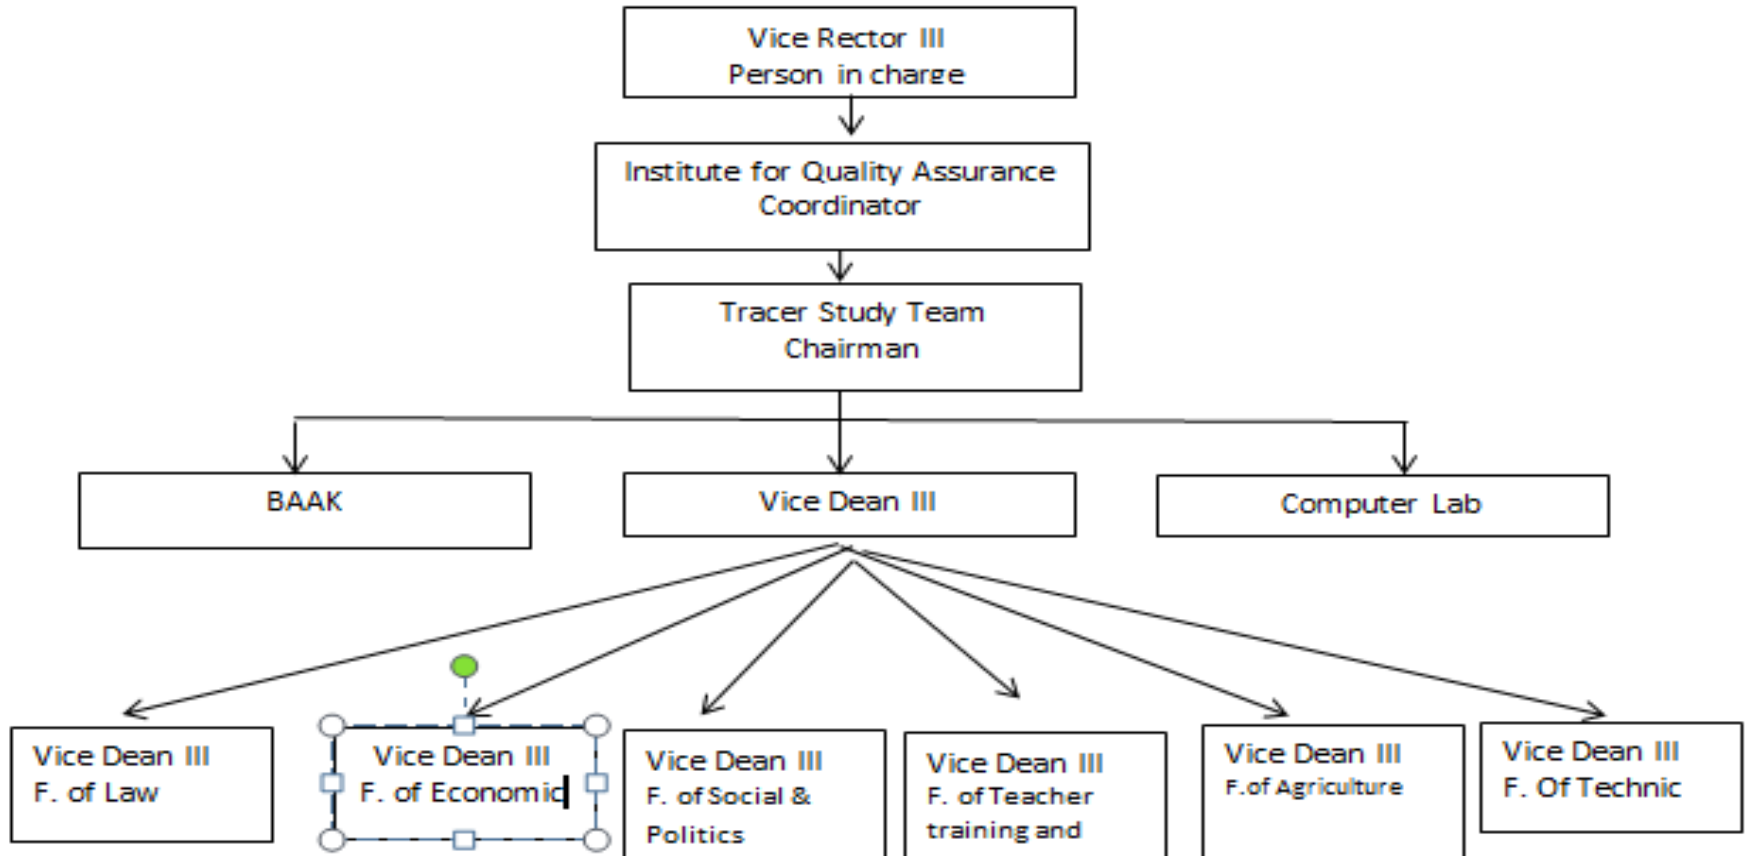 Vice Rector III
Person in charge
Institute for Quality Assurance
Coordinator
Tracer Study Team
Chairman
BAAK
Vice Dean III
Computer Lab
Vice Dean III
F. of Law
Vice Dean III
F. of Economic
Vice Dean III
F. of Social &
Politics
Vice Dean III
F. of Teacher
training and
Vice Dean III
F.of Agriculture
Vice Dean III
F. Of Technic